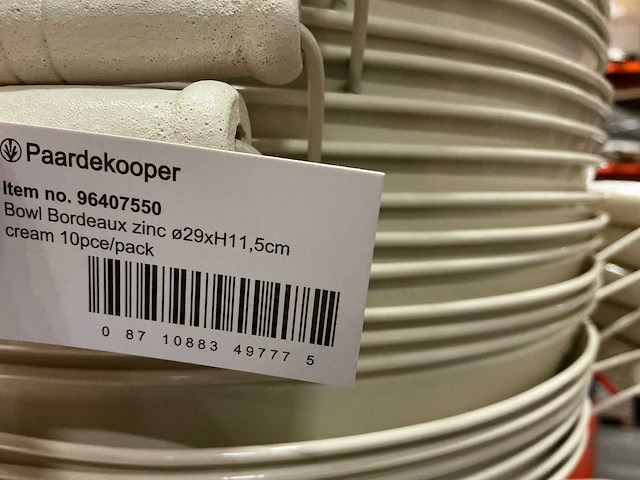 Paardekooper
Item no. 96407550
Bowl Bordeaux zinc ø29xH11,5cm
cream 10pce/pack
0 87 10883 49777 5